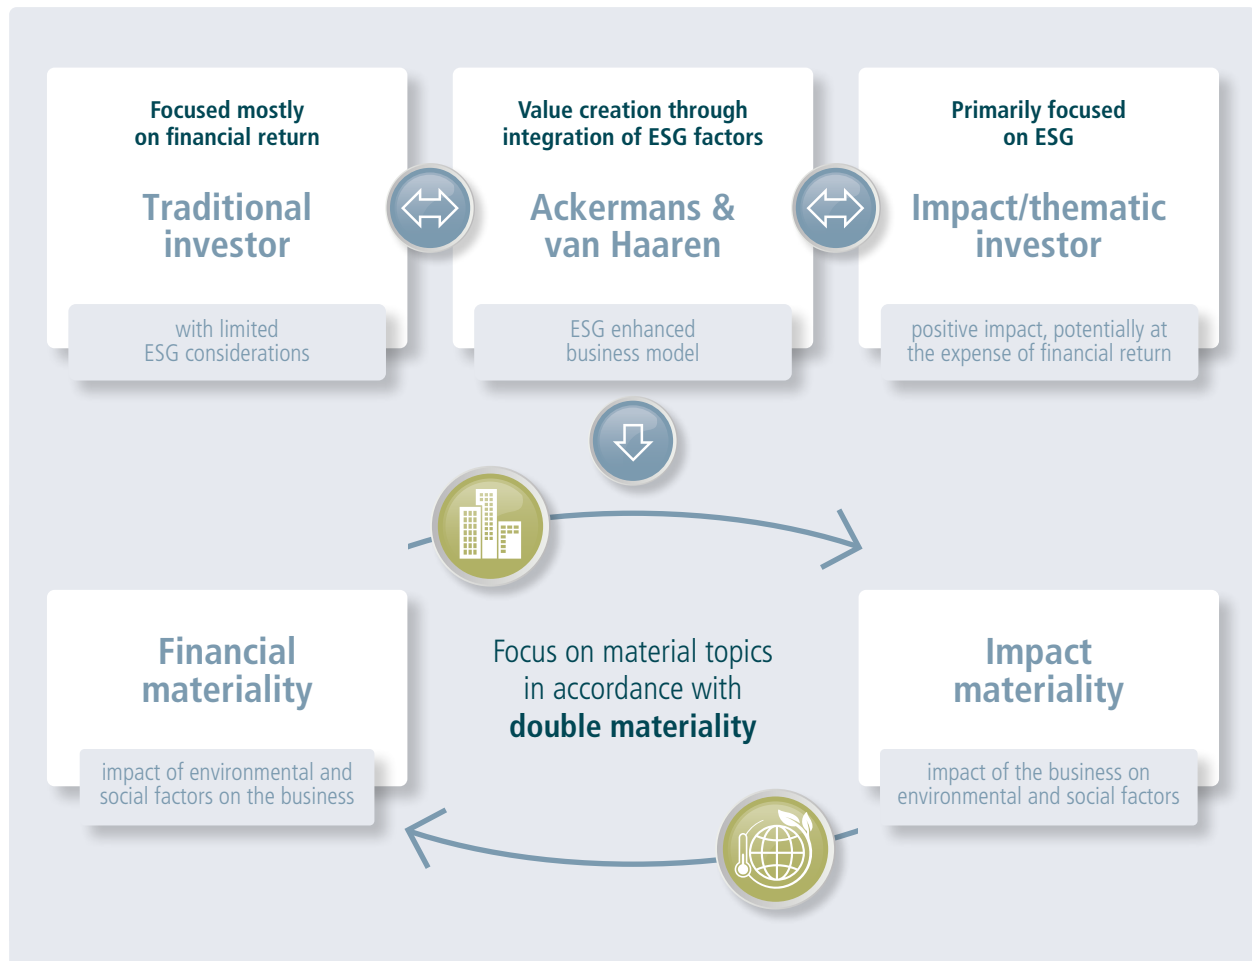 Focused mostly
on financial return
Traditional
investor
with limited
ESG considerations
Value creation through
integration of ESG factors
Ackermans &
van Haaren
ESG enhanced
business model
Primarily focused
on ESG
Impact/thematic
investor
positive impact, potentially at
the expense of financial return
Financial
materiality
impact of environmental and
social factors on the business
Focus on material topics
in accordance with
double materiality
Impact
materiality
impact of the business on
environmental and social factors